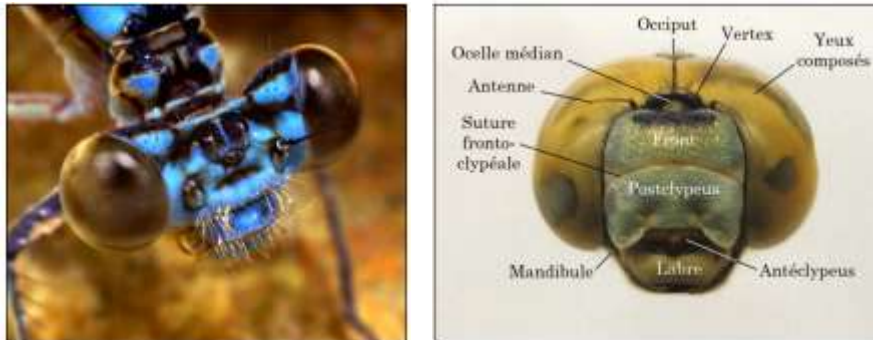 Occiput
Vertex
Ocelle médian
Yeux
composés
Antenne
Suture
fronto-
clypéale
Front
Postclypeus
Mandibule
Antéclypeus
Labre